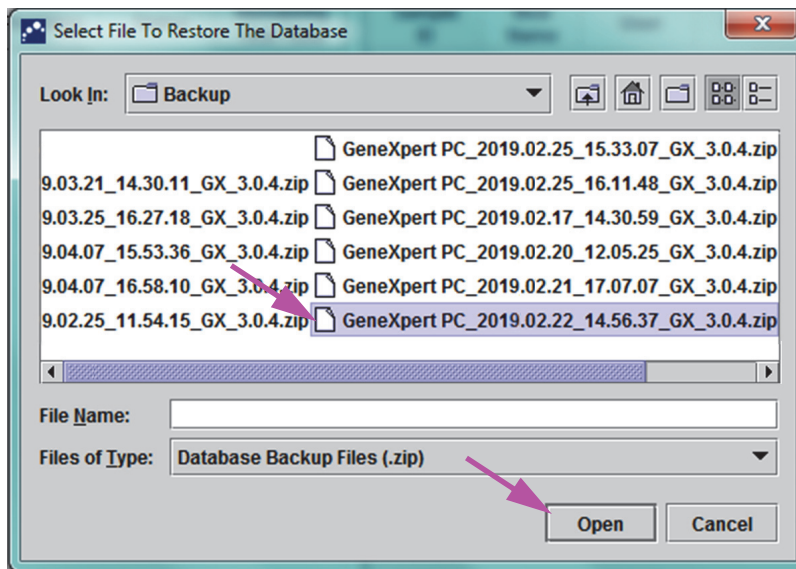 Select File To Restore The Database
Look In: Backup
GeneXpert PC_2019.02.25_15.33.07_GX_3.0.4.zip
9.03.21_14.30.11_GX_3.0.4.zip GeneXpert PC_2019.02.25_16.11.48_GX_3.0.4.zip
9.03.25_16.27.18_GX_3.0.4.zip GeneXpert PC_2019.02.17_14.30.59_GX_3.0.4.zip
9.04.07_15.53.36_GX_3.0.4.zip GeneXpert PC_2019.02.20_12.05.25_GX_3.0.4.zip
9.04.07_16.58.10_GX_3.0.4.zip GeneXpert PC_2019.02.21_17.07.07_GX_3.0.4.zip
9.02.25_11.54.15_GX_3.0.4.zip GeneXpert PC_2019.02.22_14.56.37_GX_3.0.4.zip
File Name:
Files of Type: Database Backup Files (.zip)
Open Cancel